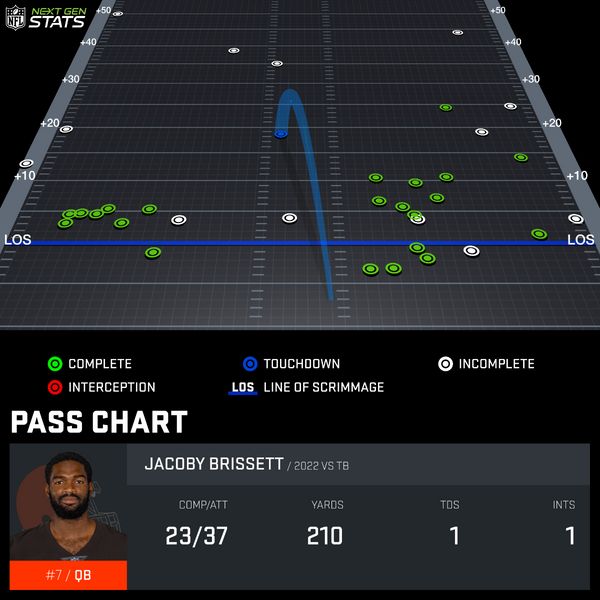 NFL NEXT GEN STATS
+50 +50
+40 +40
+30 +30
+20 +20
+10 +10
LOS LOS
COMPLETE TOUCHDOWN INCOMPLETE
INTERCEPTION LOS LINE OF SCRIMMAGE
PASS CHART
JACOBY BRISSETT / 2022 VS TB
COMP/ATT YARDS TDS INTS
23/37 210 1 1
#7 / QB